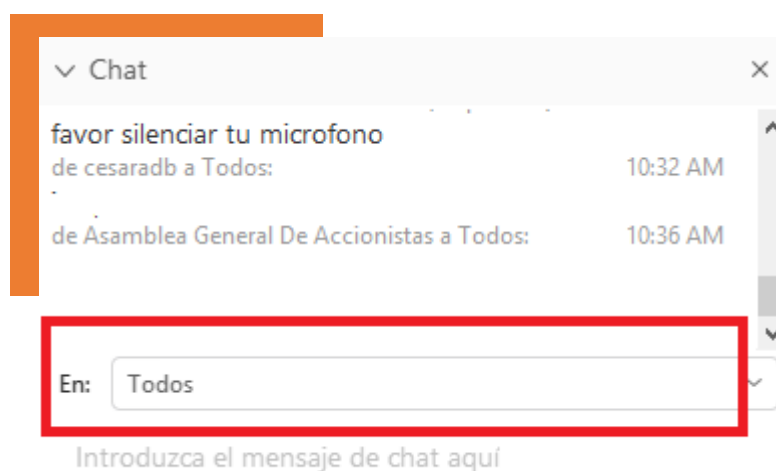 Chat
favor silenciar tu microfono
de cesaradb a Todos: 10:32 AM
de Asamblea General De Accionistas a Todos: 10:36 AM
En: Todos
Introduzca el mensaje de chat aquí